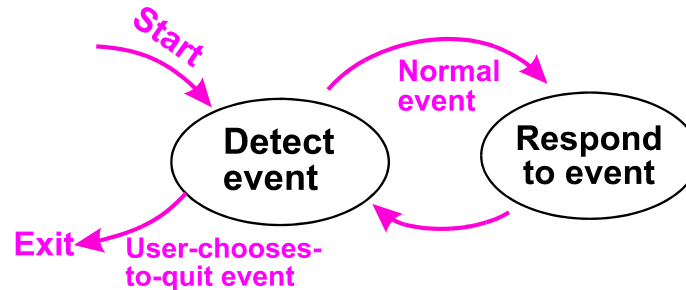 Start
Normal
event
Detect
event
Respond
to event
Exit
User-chooses-
to-quit event